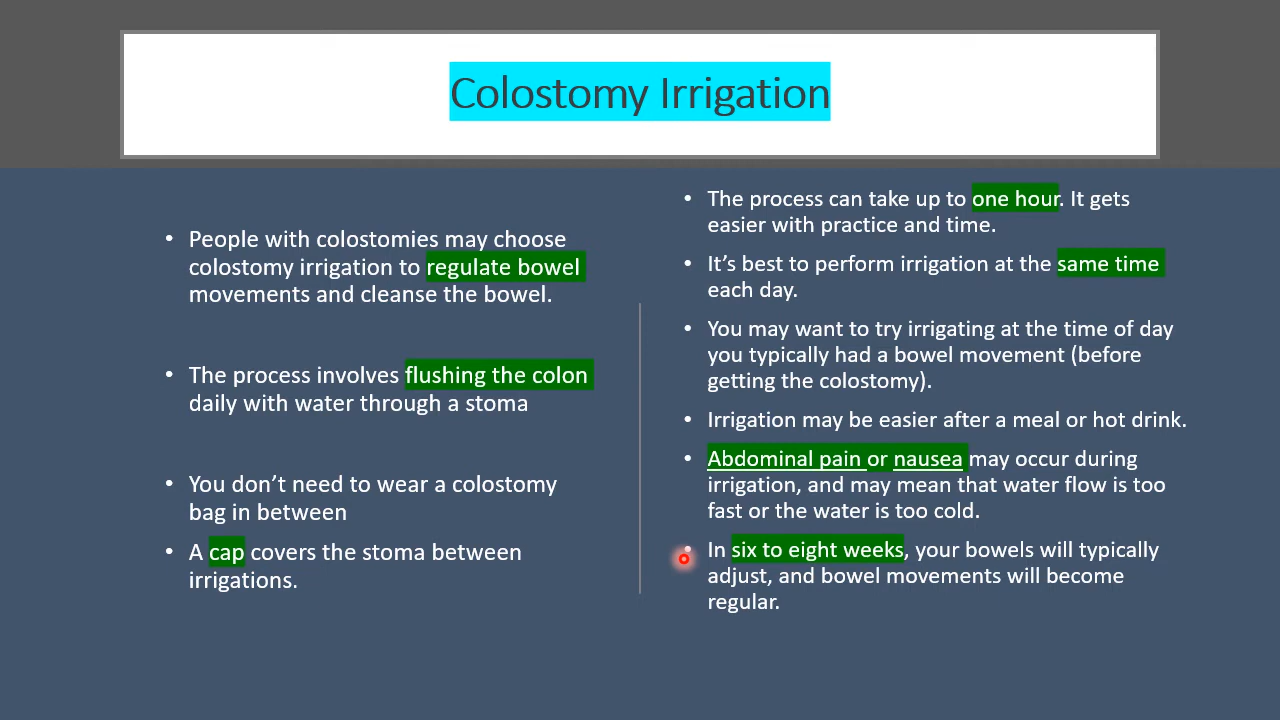 Colostomy Irrigation
• People with colostomies may choose
colostomy irrigation to regulate bowel
movements and cleanse the bowel.
• The process involves flushing the colon
daily with water through a stoma
• You don’t need to wear a colostomy
bag in between
• A cap covers the stoma between
irrigations.
• The process can take up to one hour. It gets
easier with practice and time.
• It’s best to perform irrigation at the same time
each day.
• You may want to try irrigating at the time of day
you typically had a bowel movement (before
getting the colostomy).
• Irrigation may be easier after a meal or hot drink.
• Abdominal pain or nausea may occur during
irrigation, and may mean that water flow is too
fast or the water is too cold.
• In six to eight weeks, your bowels will typically
adjust, and bowel movements will become
regular.